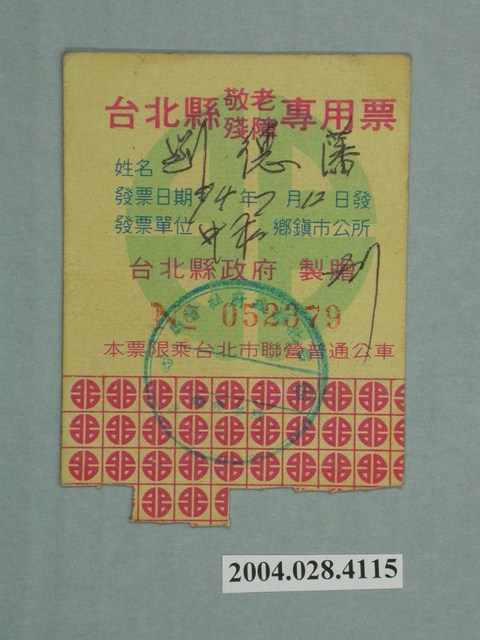 台北縣敬老殘障專用票
姓名 劉德藩
發票日期 84年7月12日發
發票單位 中和 鄉鎮市公所
台北縣政府 製贈
№ 052379
本票限乘台北市聯營普通公車
2004.028.4115